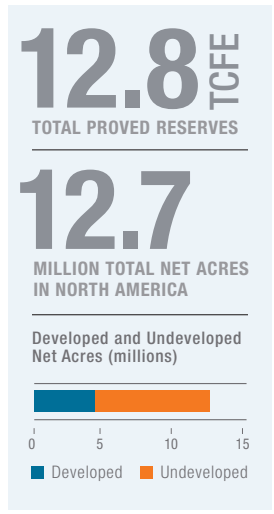 12.8 TCFE
TOTAL PROVED RESERVES
12.7
MILLION TOTAL NET ACRES
IN NORTH AMERICA
Developed and Undeveloped
Net Acres (millions)
0 5 10 15
Developed Undeveloped